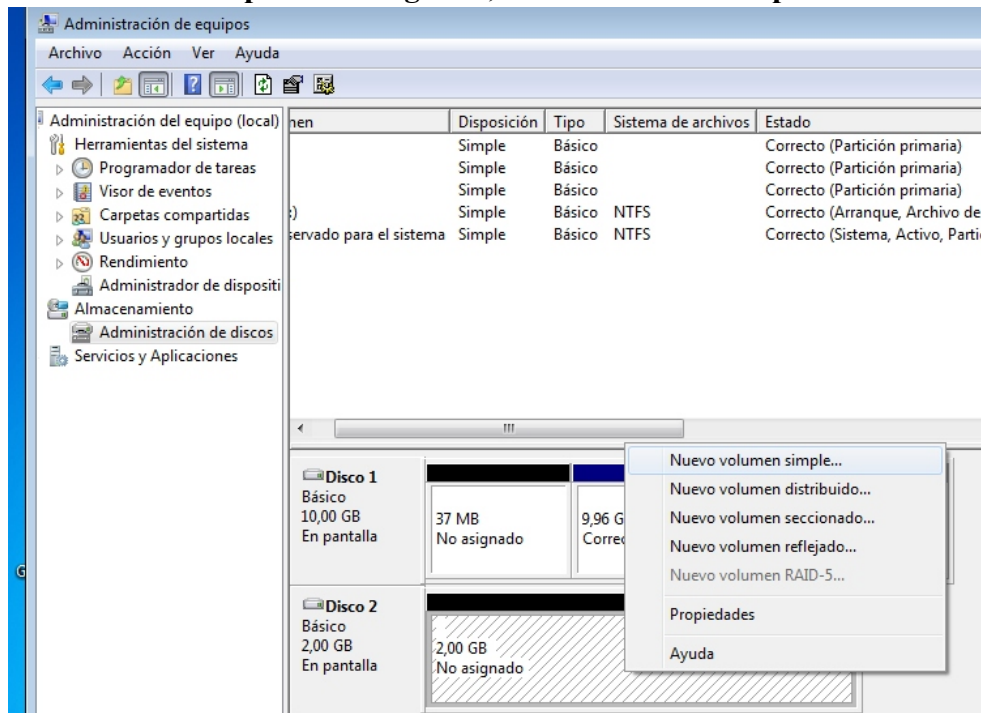 Administración de equipos
Archivo Acción Ver Ayuda
Administración del equipo (local)
Herramientas del sistema
Programador de tareas
Visor de eventos
Carpetas compartidas
Usuarios y grupos locales
Rendimiento
Administrador de dispositi
Almacenamiento
Administración de discos
Servicios y Aplicaciones
nen Disposición Tipo Sistema de archivos Estado
Simple Básico Correcto (Partición primaria)
Simple Básico Correcto (Partición primaria)
Simple Básico Correcto (Partición primaria)
:) Simple Básico NTFS Correcto (Arranque, Archivo de
servado para el sistema Simple Básico NTFS Correcto (Sistema, Activo, Parti
Disco 1
Básico
10,00 GB
En pantalla
37 MB
No asignado
9,96 G
Correc
Disco 2
Básico
2,00 GB
En pantalla
2,00 GB
No asignado
Nuevo volumen simple...
Nuevo volumen distribuido...
Nuevo volumen seccionado...
Nuevo volumen reflejado...
Nuevo volumen RAID-5...
Propiedades
Ayuda
G